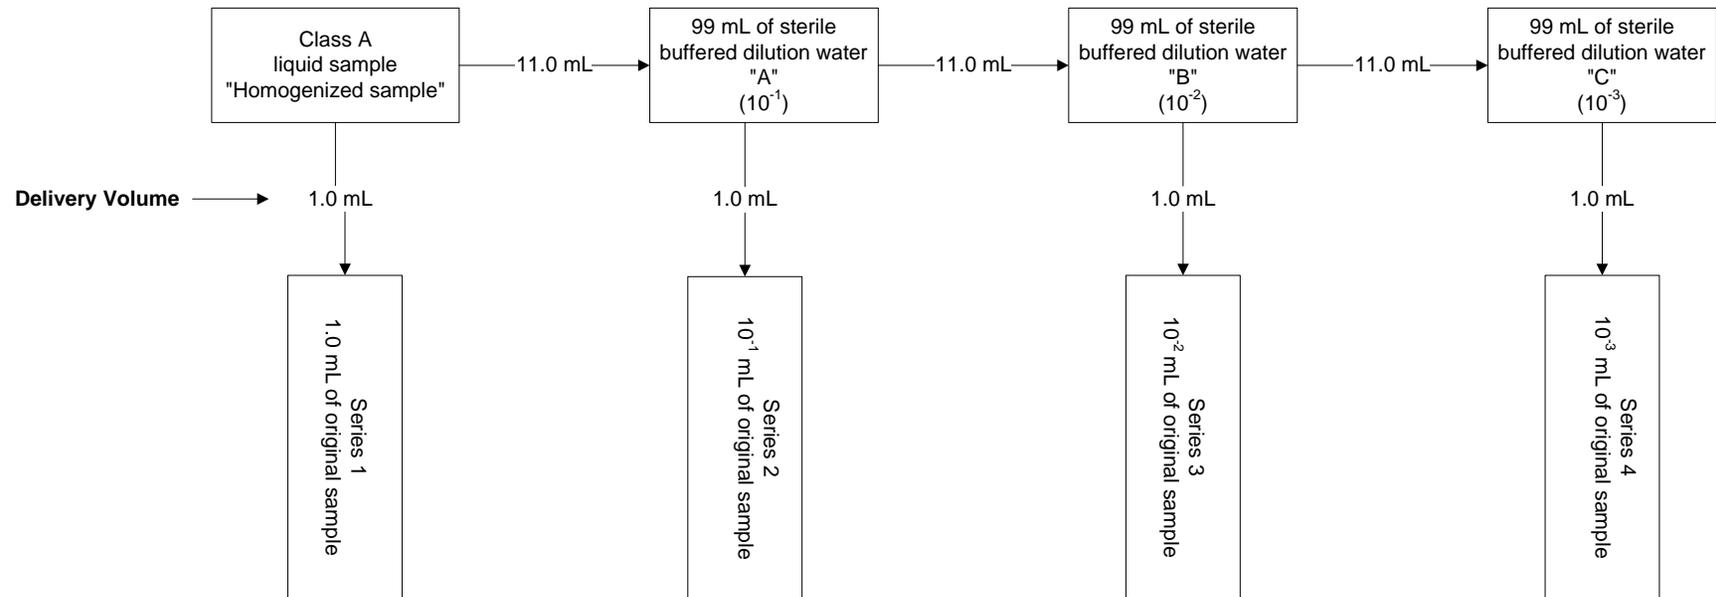 Class A
liquid sample
"Homogenized sample"
11.0 mL
99 mL of sterile
buffered dilution water
"A"
(10⁻¹)
11.0 mL
99 mL of sterile
buffered dilution water
"B"
(10⁻²)
11.0 mL
99 mL of sterile
buffered dilution water
"C"
(10⁻³)
Delivery Volume
1.0 mL
1.0 mL
1.0 mL
1.0 mL
Series 1
1.0 mL of original sample
Series 2
10⁻¹ mL of original sample
Series 3
10⁻² mL of original sample
Series 4
10⁻³ mL of original sample